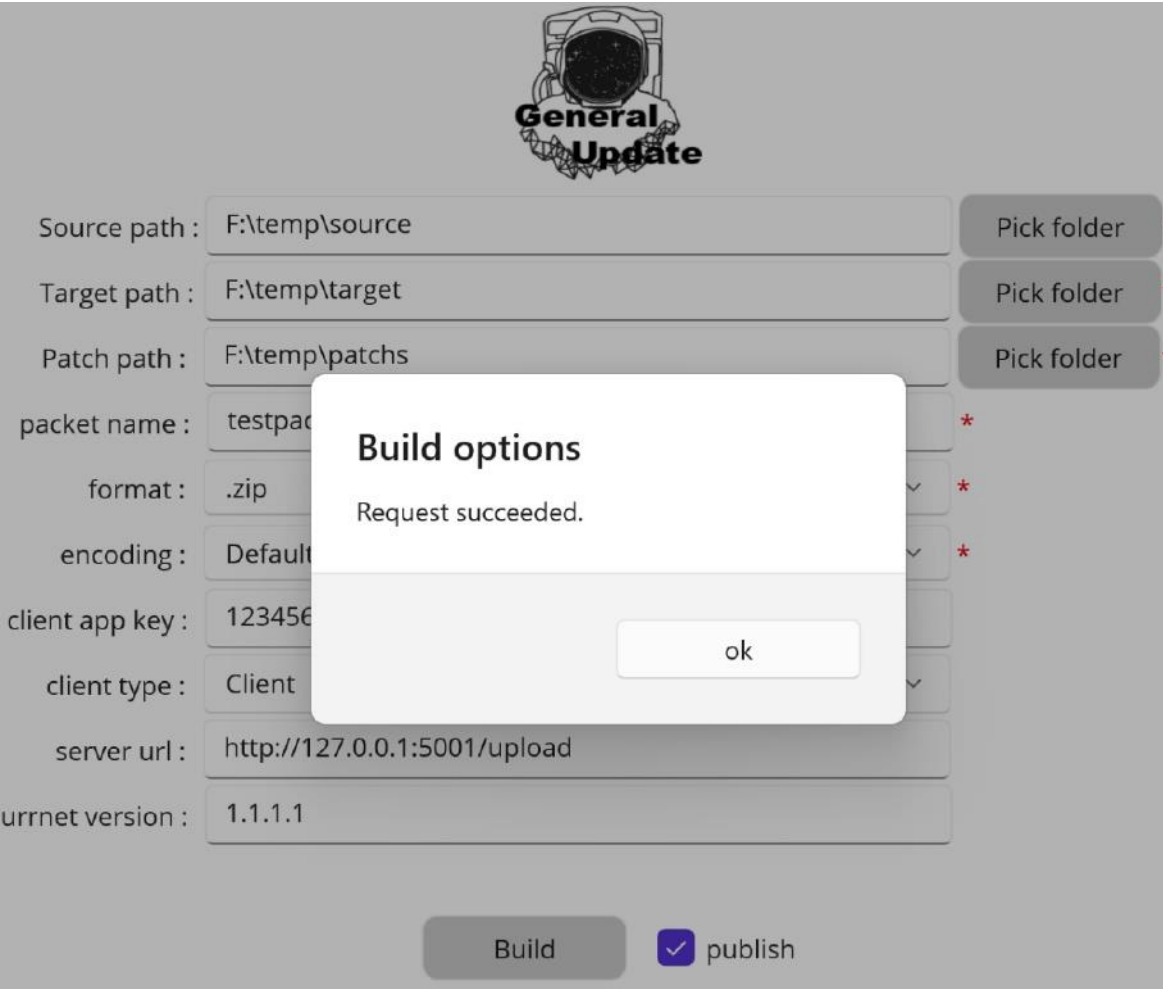 General
Update
Source path : F:\temp\source Pick folder
Target path : F:\temp\target Pick folder
Patch path : F:\temp\patchs Pick folder
packet name : *
format : .zip *
encoding : Default *
client app key : 123456
client type : Client
Build options
Request succeeded.
ok
server url : http://127.0.0.1:5001/upload
urrnet version : 1.1.1.1
Build publish